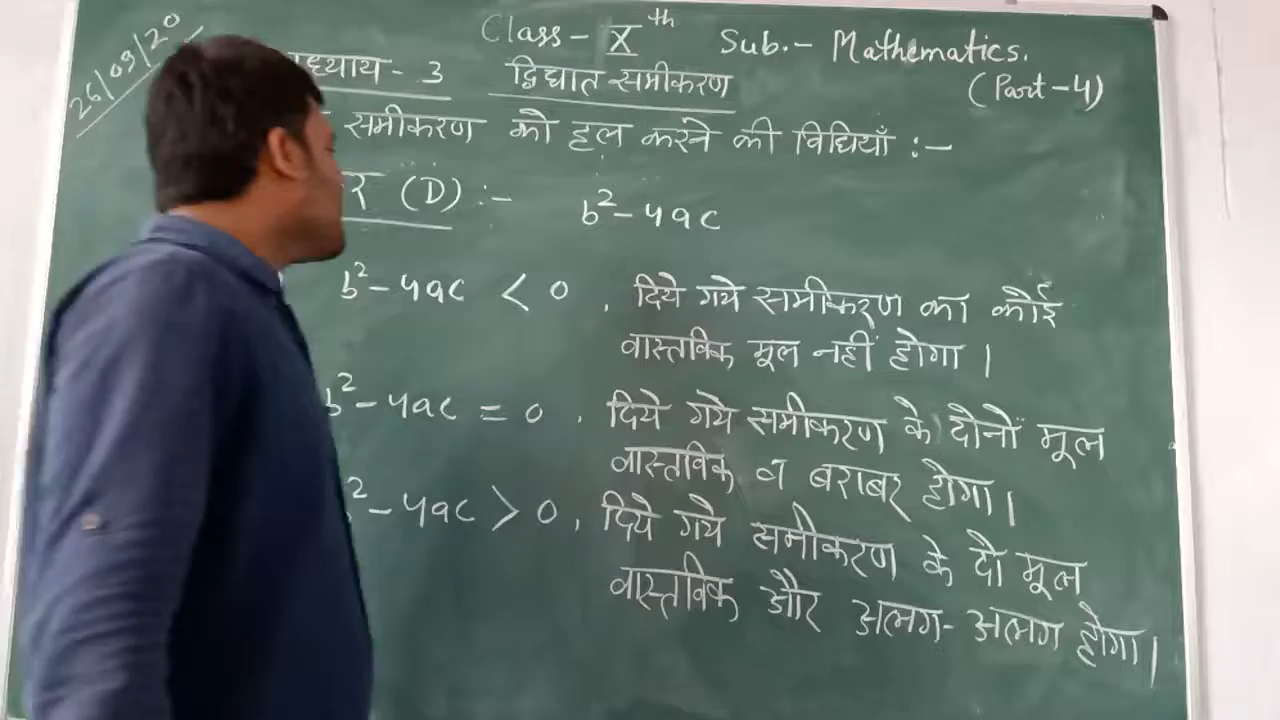 26/09/20
Class - Xth Sub. - Mathematics.
(Part-4)
ध्याय - 3 द्विघात-समीकरण
समीकरण को हल करने की विधियाँ :-
र (D) :- b²-4ac
b²-4ac < 0 , दिये गये समीकरण का कोई
वास्तविक मूल नहीं होगा ।
b²-4ac = 0 , दिये गये समीकरण के दोनों मूल
वास्तविक व बराबर होगा ।
²-4ac > 0 , दिये गये समीकरण के दो मूल
वास्तविक और अलग-अलग होगा ।